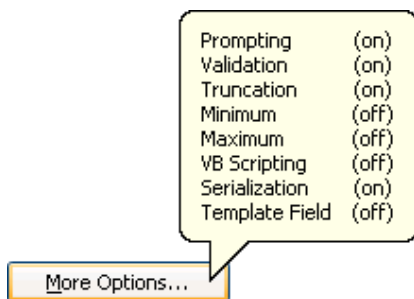 Prompting (on)
Validation (on)
Truncation (on)
Minimum (off)
Maximum (off)
VB Scripting (off)
Serialization (on)
Template Field (off)
More Options...